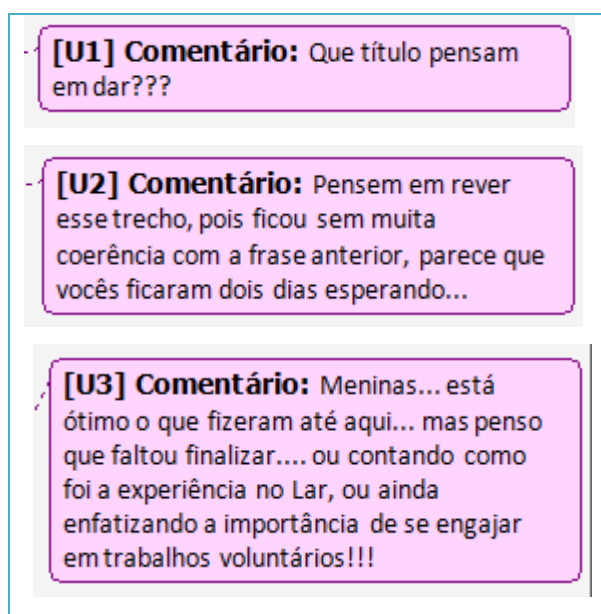 [U1] Comentário: Que título pensam
em dar???
[U2] Comentário: Pensem em rever
esse trecho, pois ficou sem muita
coerência com a frase anterior, parece que
vocês ficaram dois dias esperando...
[U3] Comentário: Meninas... está
ótimo o que fizeram até aqui... mas penso
que faltou finalizar.... ou contando como
foi a experiência no Lar, ou ainda
enfatizando a importância de se engajar
em trabalhos voluntários!!!